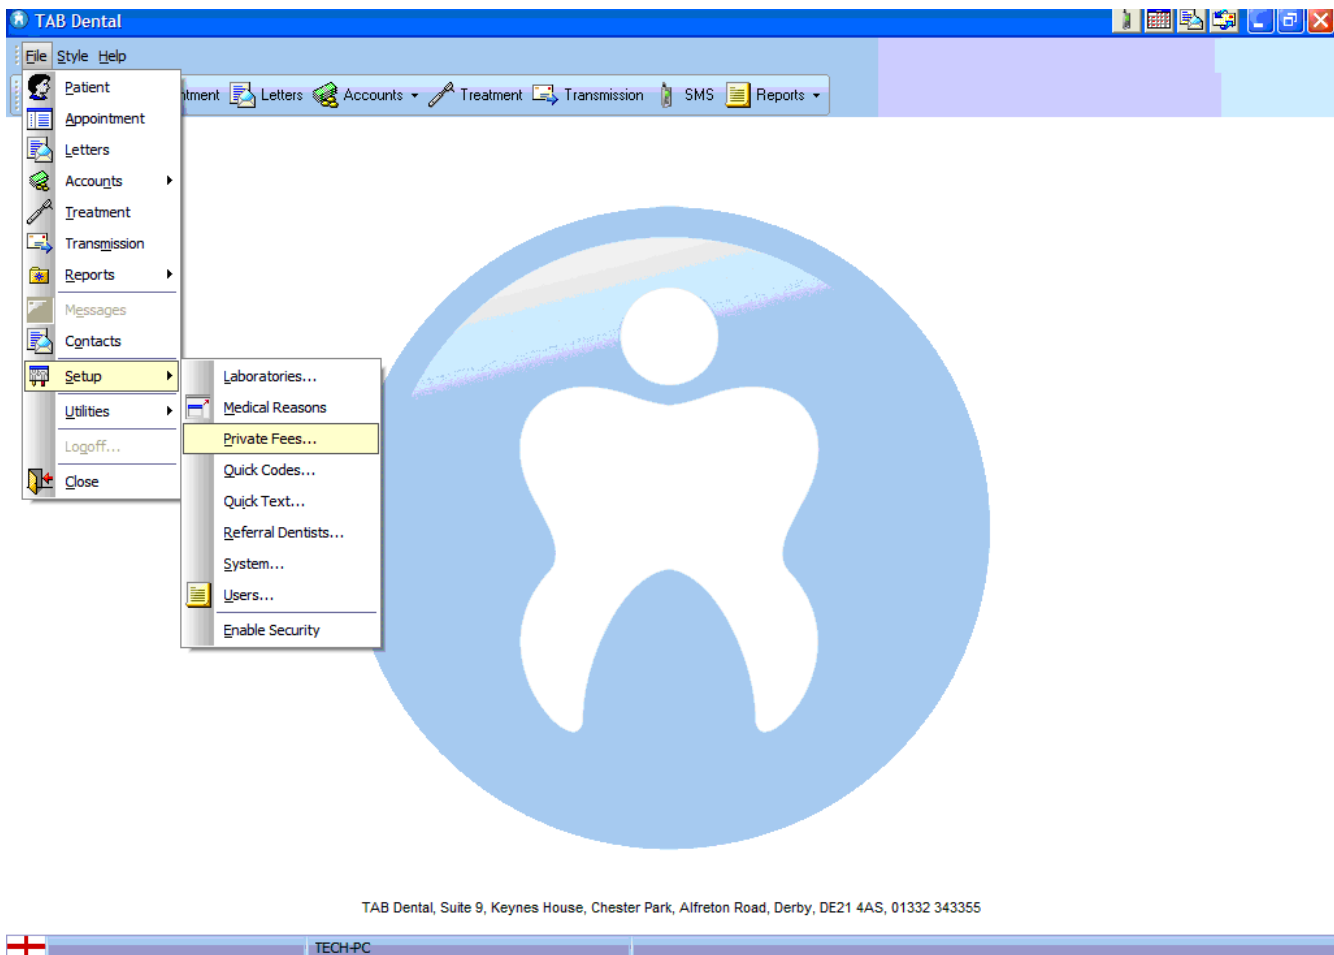 TAB Dental
File Style Help
Patient
Appointment
Letters
Accounts
Treatment
Transmission
Reports
Messages
Contacts
Setup
Utilities
Logoff...
Close
Letters Accounts Treatment Transmission SMS Reports
Laboratories...
Medical Reasons
Private Fees...
Quick Codes...
Quick Text...
Referral Dentists...
System...
Users...
Enable Security
TAB Dental, Suite 9, Keynes House, Chester Park, Alfreton Road, Derby, DE21 4AS, 01332 343355
TECH-PC